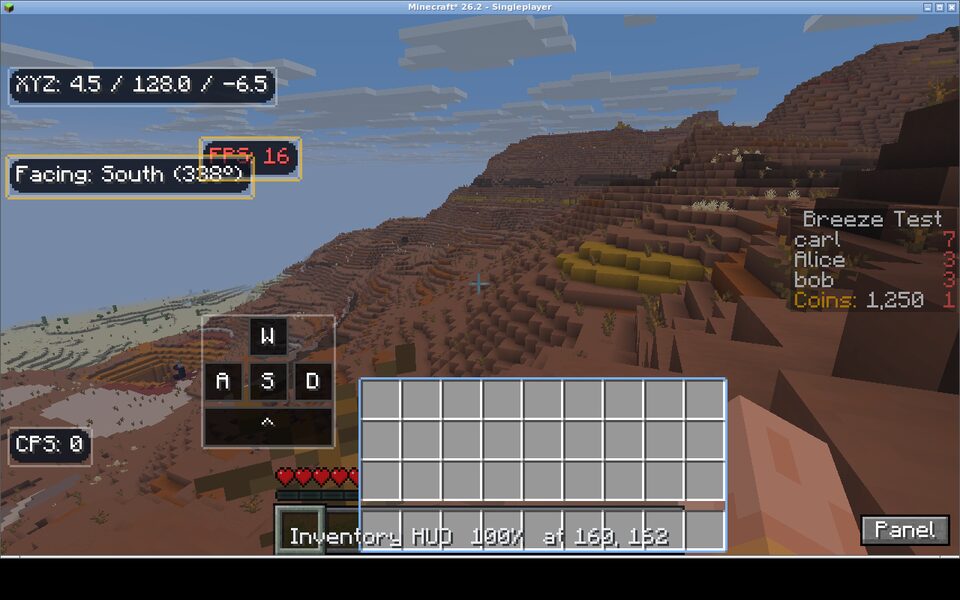 Minecraft* 26.2 - Singleplayer
XYZ: 4.5 / 128.0 / -6.5
FPS: 16
Facing: South (338°)
Breeze Test
carl 7
Alice 3
bob 3
Coins: 1,250 1
W
A S D
^
CPS: 0
Inventory HUD 100% at 160, 162
Panel